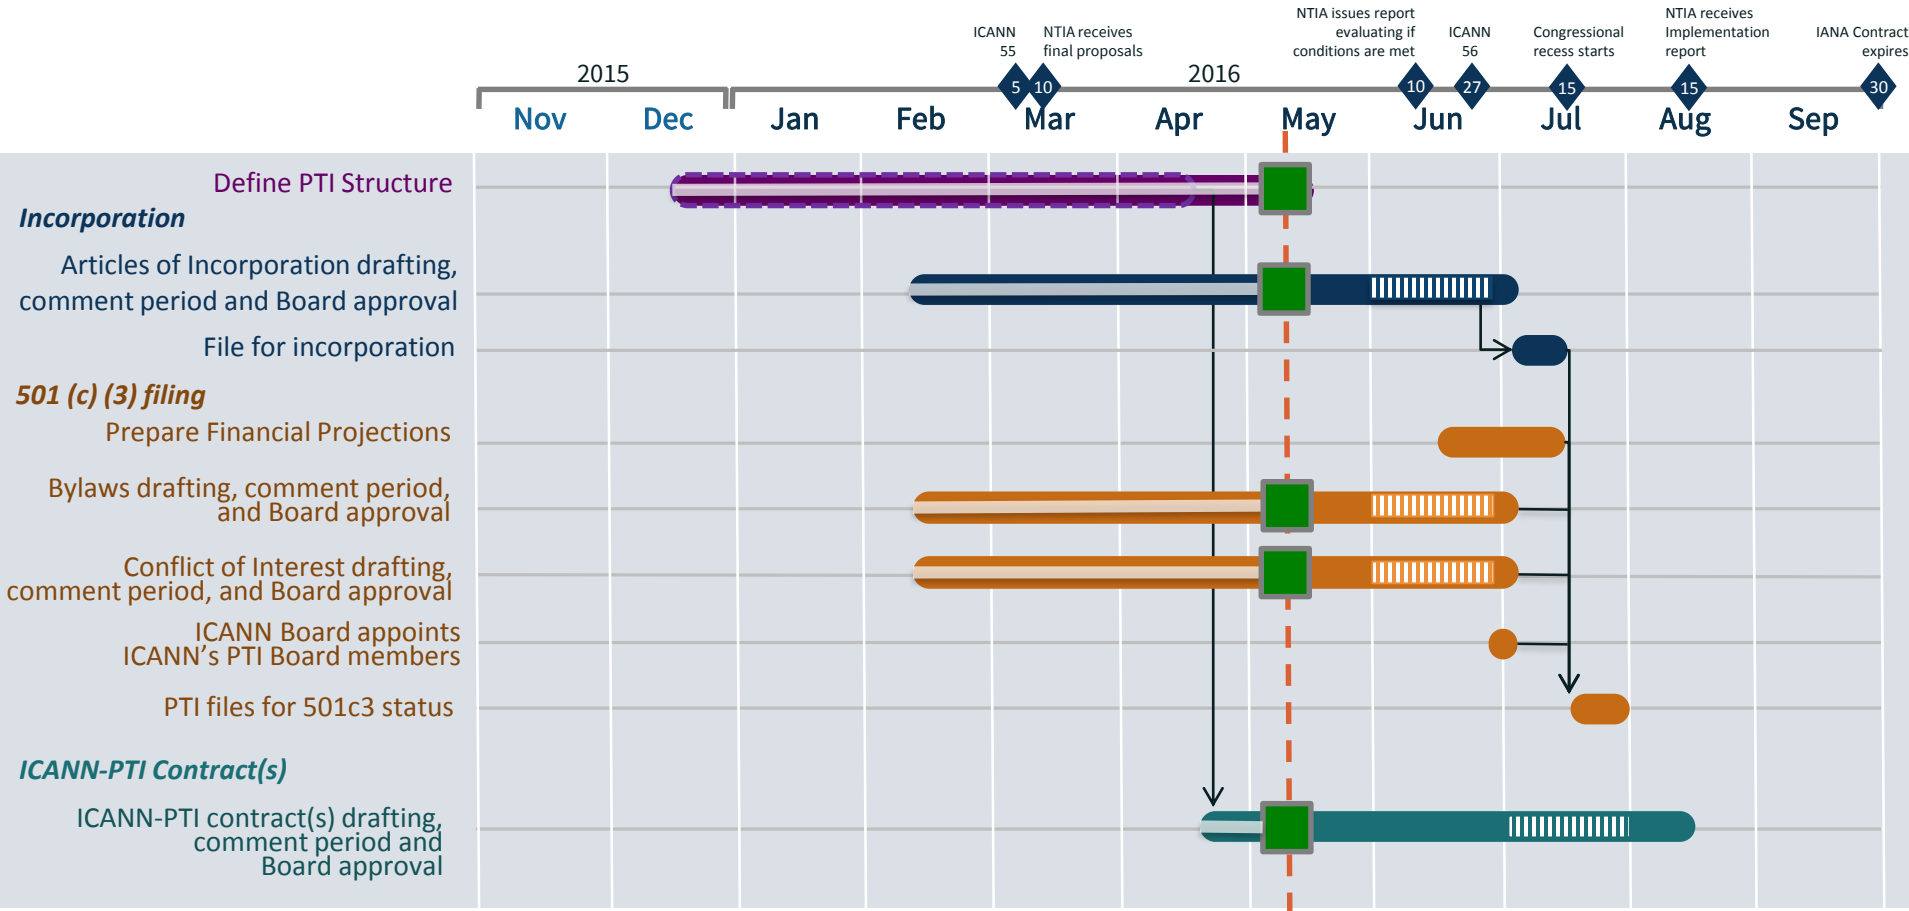 NTIA issues report
evaluating if
conditions are met
NTIA receives
Implementation
report
ICANN
55
NTIA receives
final proposals
ICANN
56
Congressional
recess starts
IANA Contract
expires
2015
2016
5
10
10
27
15
15
30
Nov
Dec
Jan
Feb
Mar
Apr
May
Jun
Jul
Aug
Sep
Define PTI Structure
Incorporation
Articles of Incorporation drafting,
comment period and Board approval
File for incorporation
501 (c) (3) filing
Prepare Financial Projections
Bylaws drafting, comment period,
and Board approval
Conflict of Interest drafting,
comment period, and Board approval
ICANN Board appoints
ICANN’s PTI Board members
PTI files for 501c3 status
ICANN-PTI Contract(s)
ICANN-PTI contract(s) drafting,
comment period and
Board approval